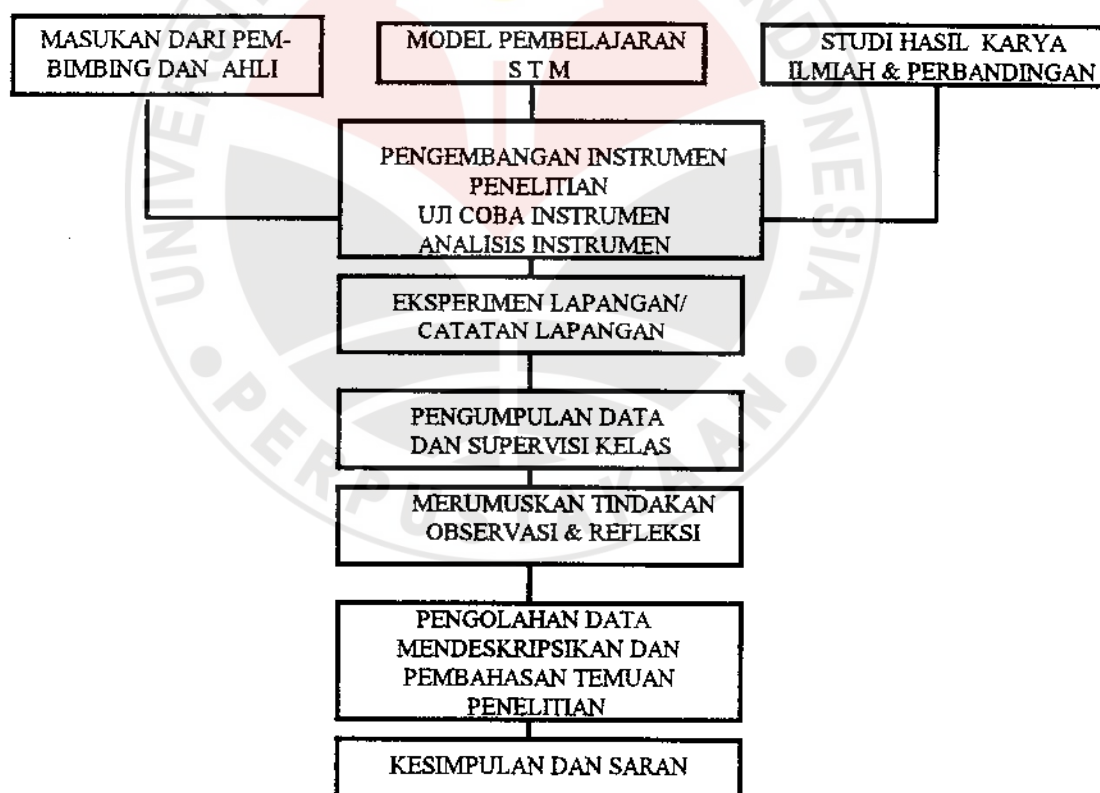 MASUKAN DARI PEM-
BIMBING DAN AHLI
MODEL PEMBELAJARAN
S T M
STUDI HASIL KARYA
ILMIAH & PERBANDINGAN
PENGEMBANGAN INSTRUMEN
PENELITIAN
UJI COBA INSTRUMEN
ANALISIS INSTRUMEN
EKSPERIMEN LAPANGAN/
CATATAN LAPANGAN
PENGUMPULAN DATA
DAN SUPERVISI KELAS
MERUMUSKAN TINDAKAN
OBSERVASI & REFLEKSI
PENGOLAHAN DATA
MENDESKRIPSIKAN DAN
PEMBAHASAN TEMUAN
PENELITIAN
KESIMPULAN DAN SARAN